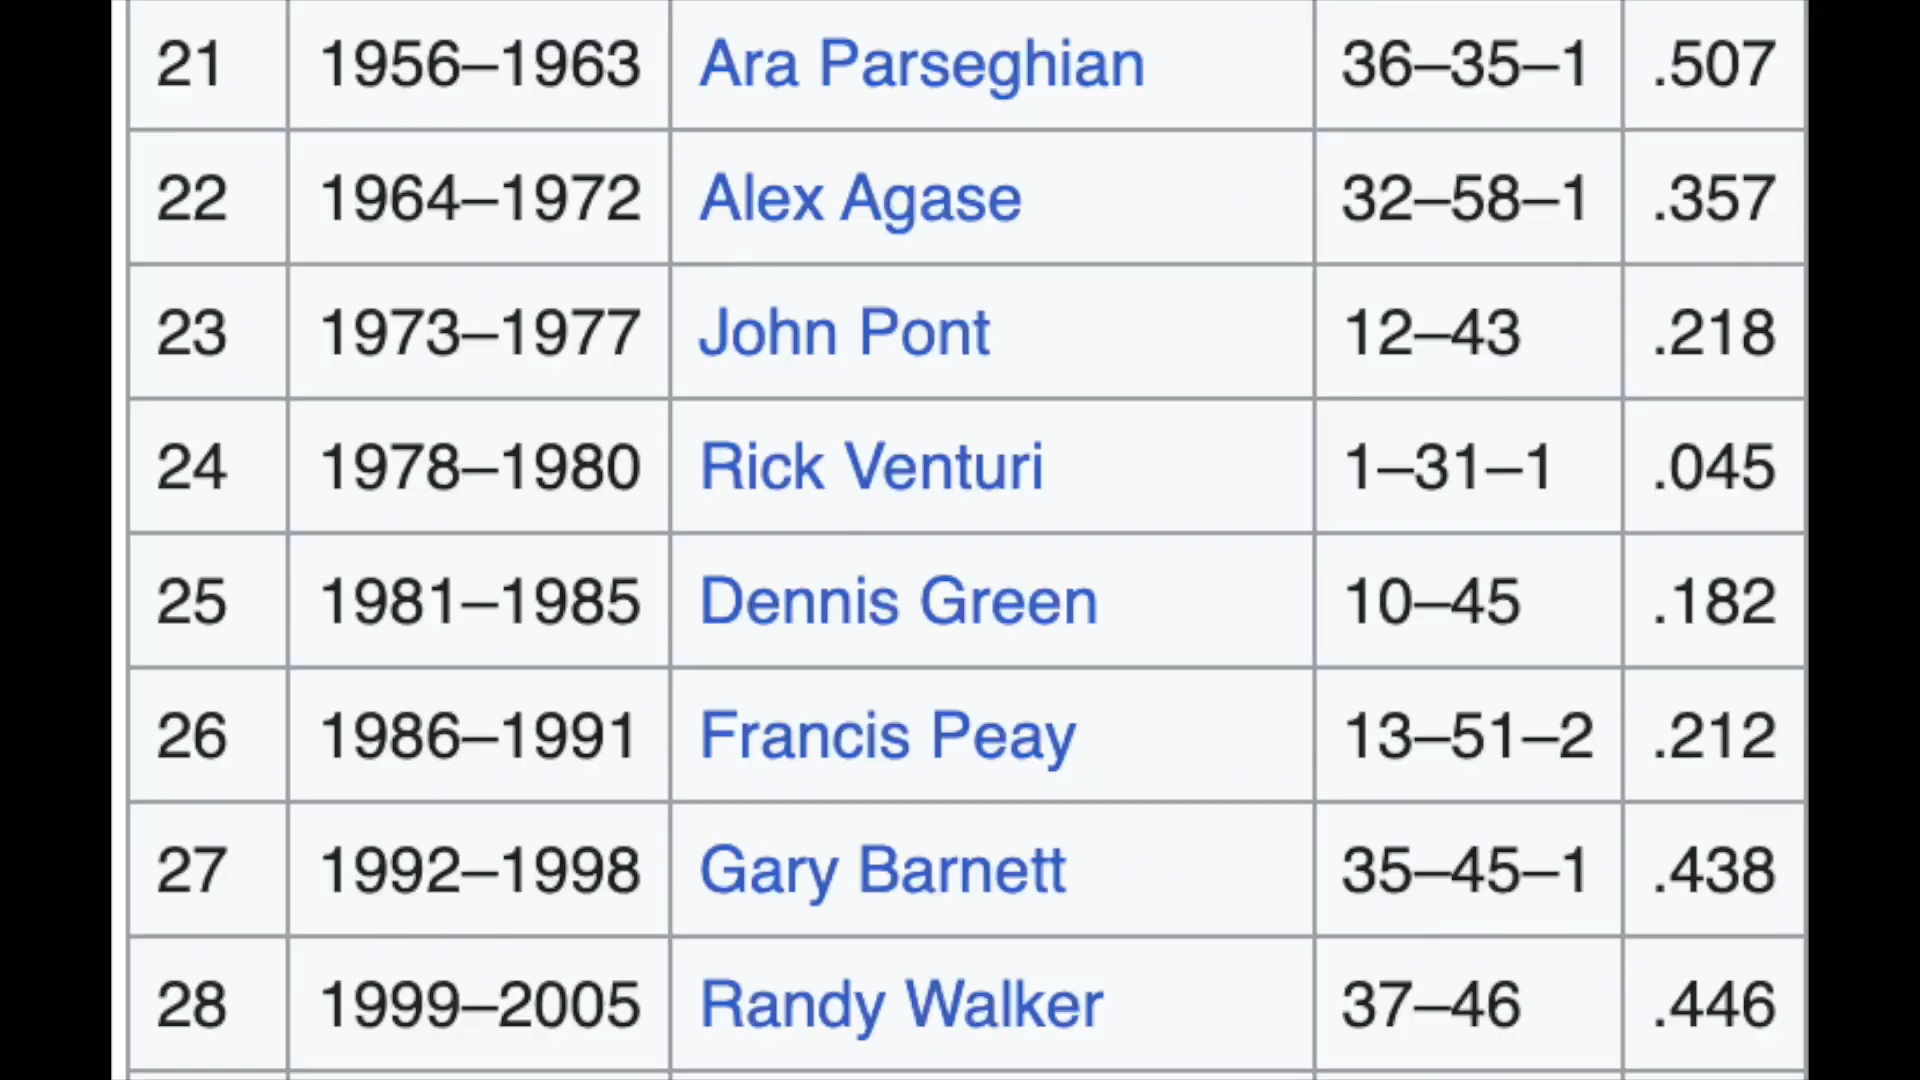 21 1956–1963 Ara Parseghian 36–35–1 .507
22 1964–1972 Alex Agase 32–58–1 .357
23 1973–1977 John Pont 12–43 .218
24 1978–1980 Rick Venturi 1–31–1 .045
25 1981–1985 Dennis Green 10–45 .182
26 1986–1991 Francis Peay 13–51–2 .212
27 1992–1998 Gary Barnett 35–45–1 .438
28 1999–2005 Randy Walker 37–46 .446